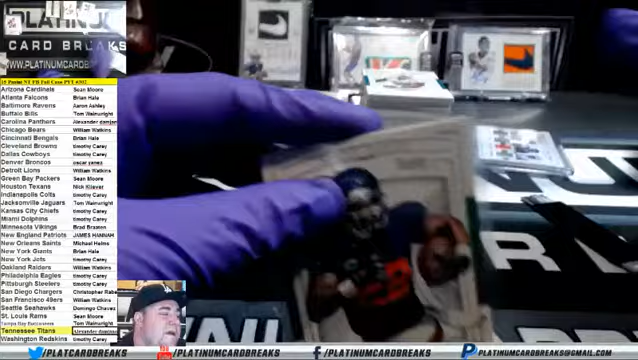 PLATINUM
CARD BREAKS
WWW.PLATINUMCARDBREAKS
Arizona Cardinals Sean Moore
Atlanta Falcons Brian Hale
Baltimore Ravens Aaron Ashley
Buffalo Bills Tom Wainwright
Carolina Panthers
Chicago Bears William Watkins
Cincinnati Bengals Brian Hale
Cleveland Browns timothy Carey
Dallas Cowboys timothy Carey
Denver Broncos
Detroit Lions William Watkins
Green Bay Packers Sean Moore
Houston Texans Nick
Indianapolis Colts timothy Carey
Jacksonville Jaguars Tom Wainwright
Kansas City Chiefs timothy Carey
Miami Dolphins timothy Carey
Minnesota Vikings Brad Braaten
New England Patriots JAMES HANNAH
New Orleans Saints Michael Helms
New York Giants Brian Hale
New York Jets timothy Carey
Oakland Raiders William Watkins
Philadelphia Eagles timothy Carey
Pittsburg Steelers timothy Carey
San Diego Chargers Christopher
San Francisco 49ers William Watkins
Seattle Seahawks Domingo Chavez
St. Louis Rams Sean Moore
Tampa Bay Buccaneers Tom Wainwright
Tennessee Titans
Washington Redskins timothy Carey
/PLATCARDBREAKS
/PLATINUMCARDBREAKS
PLATINUMCARDBREAKS@GMAIL.COM